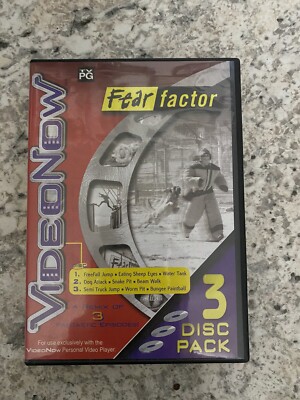 TV
PG
Fear factor
VIDEONOW
1. FreeFall Jump • Eating Sheep Eyes • Water Tank
2. Dog Attack • Snake Pit • Beam Walk
3. Semi Truck Jump • Worm Pit • Bungee Paintball
3
3
DISC
PACK
For use exclusively with the
VIDEONOW Personal Video Player